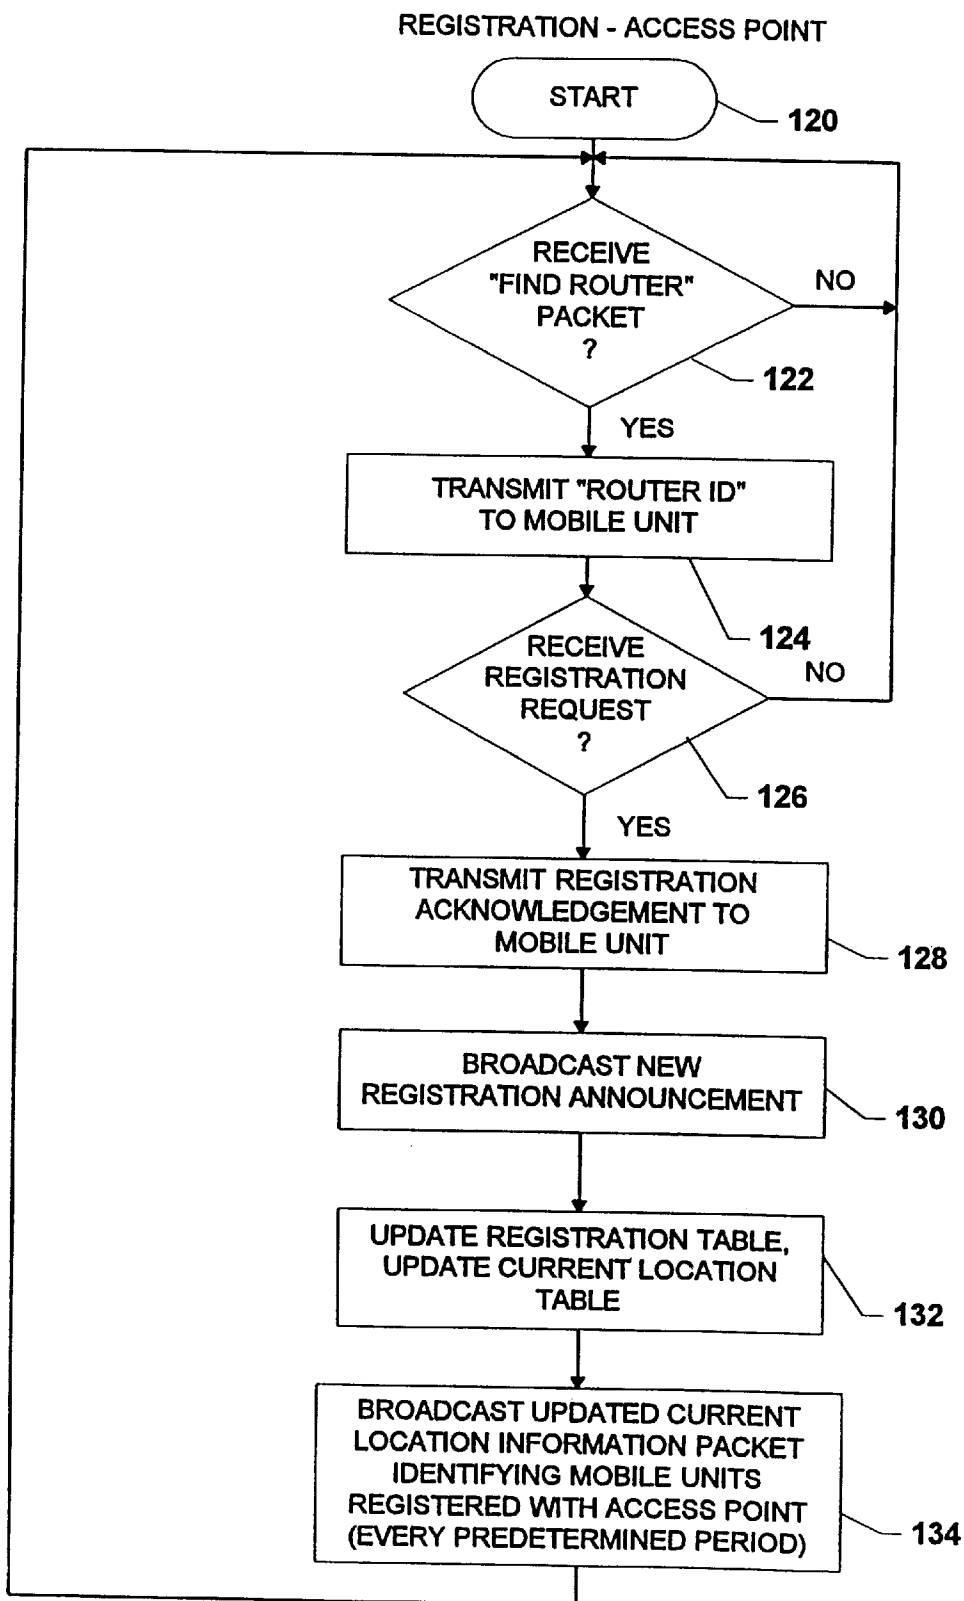 REGISTRATION - ACCESS POINT
START
120
RECEIVE
"FIND ROUTER"
PACKET
?
NO
122
YES
TRANSMIT "ROUTER ID"
TO MOBILE UNIT
124
RECEIVE
REGISTRATION
REQUEST
?
NO
126
YES
TRANSMIT REGISTRATION
ACKNOWLEDGEMENT TO
MOBILE UNIT
128
BROADCAST NEW
REGISTRATION ANNOUNCEMENT
130
UPDATE REGISTRATION TABLE,
UPDATE CURRENT LOCATION
TABLE
132
BROADCAST UPDATED CURRENT
LOCATION INFORMATION PACKET
IDENTIFYING MOBILE UNITS
REGISTERED WITH ACCESS POINT
(EVERY PREDETERMINED PERIOD)
134